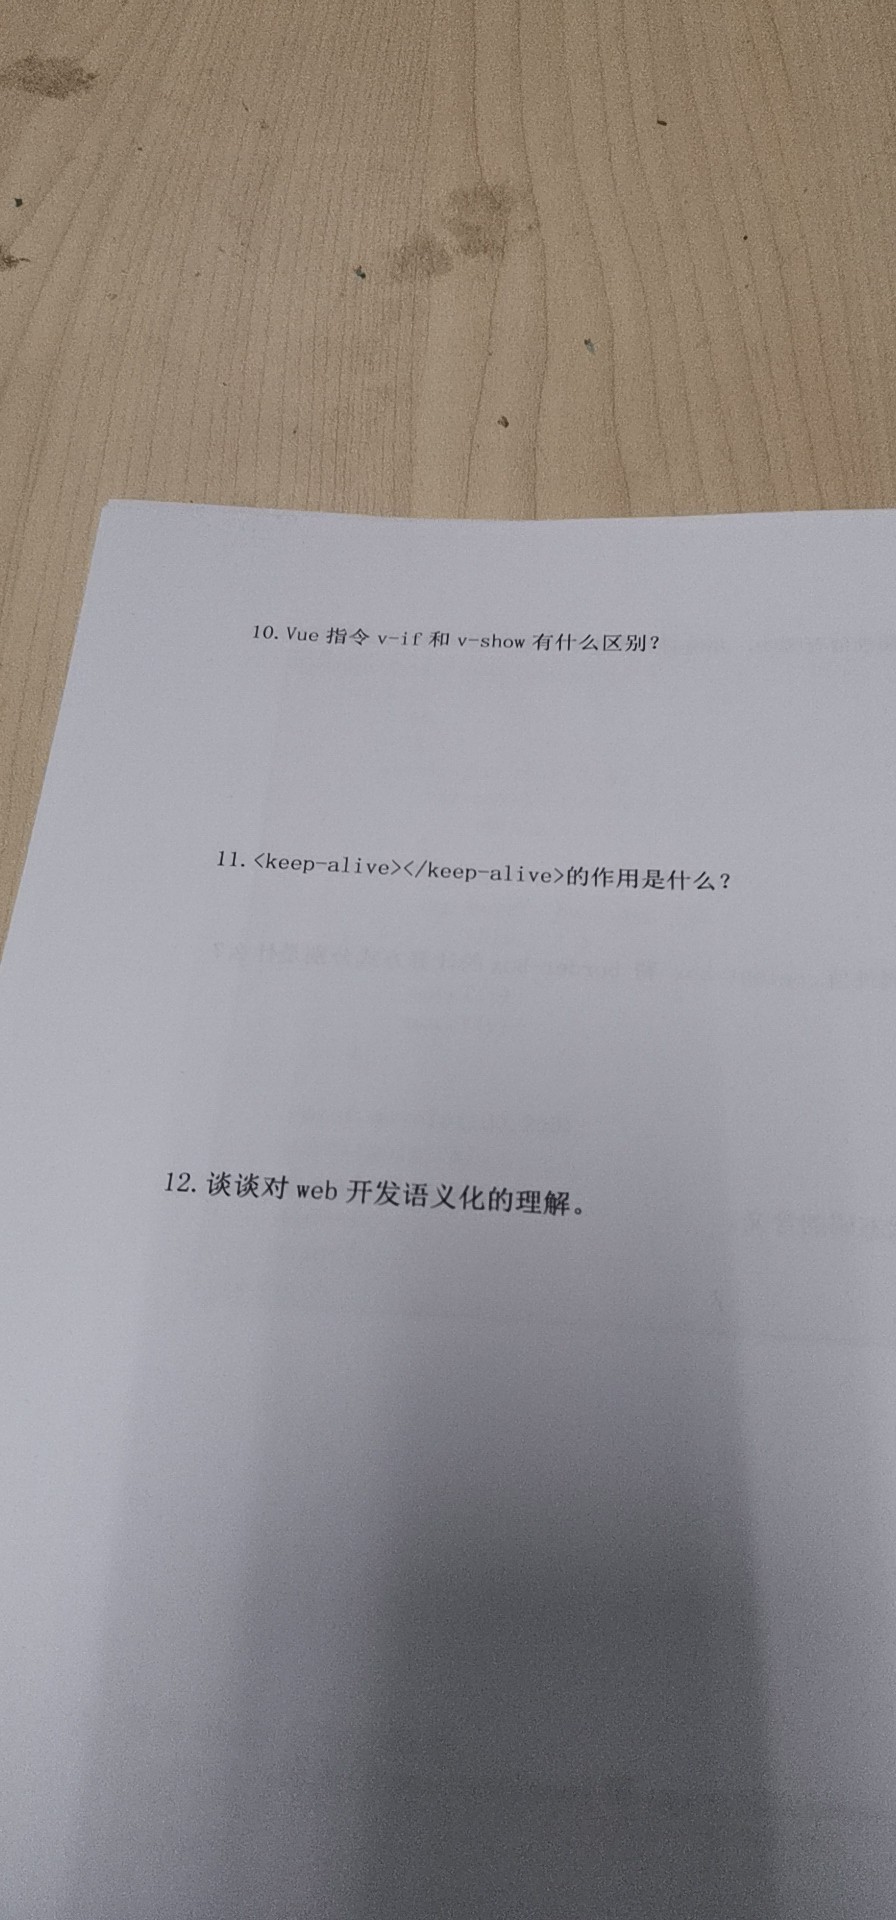 10. Vue 指令 v-if 和 v-show 有什么区别？
11. <keep-alive></keep-alive>的作用是什么？
12. 谈谈对 web 开发语义化的理解。